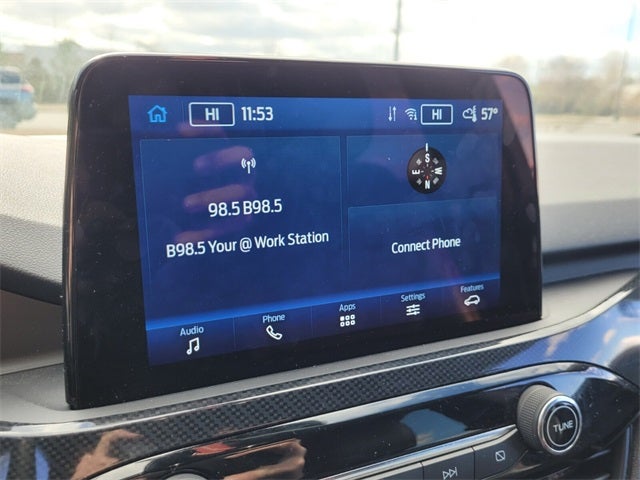 HI 11:53 HI 57°
98.5 B98.5
B98.5 Your @ Work Station
S
E W
N
Connect Phone
Audio Phone Apps Settings Features
TUNE